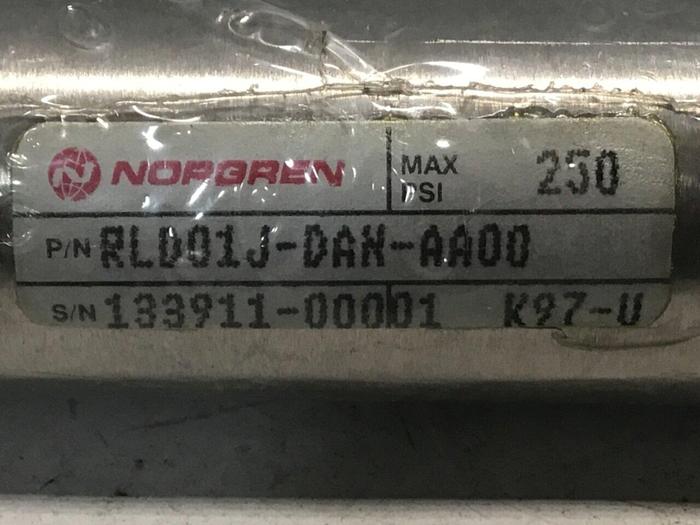 NORGREN MAX PSI 250
P/N RLD01J-DAN-AA00
S/N 133911-00001 K97-U